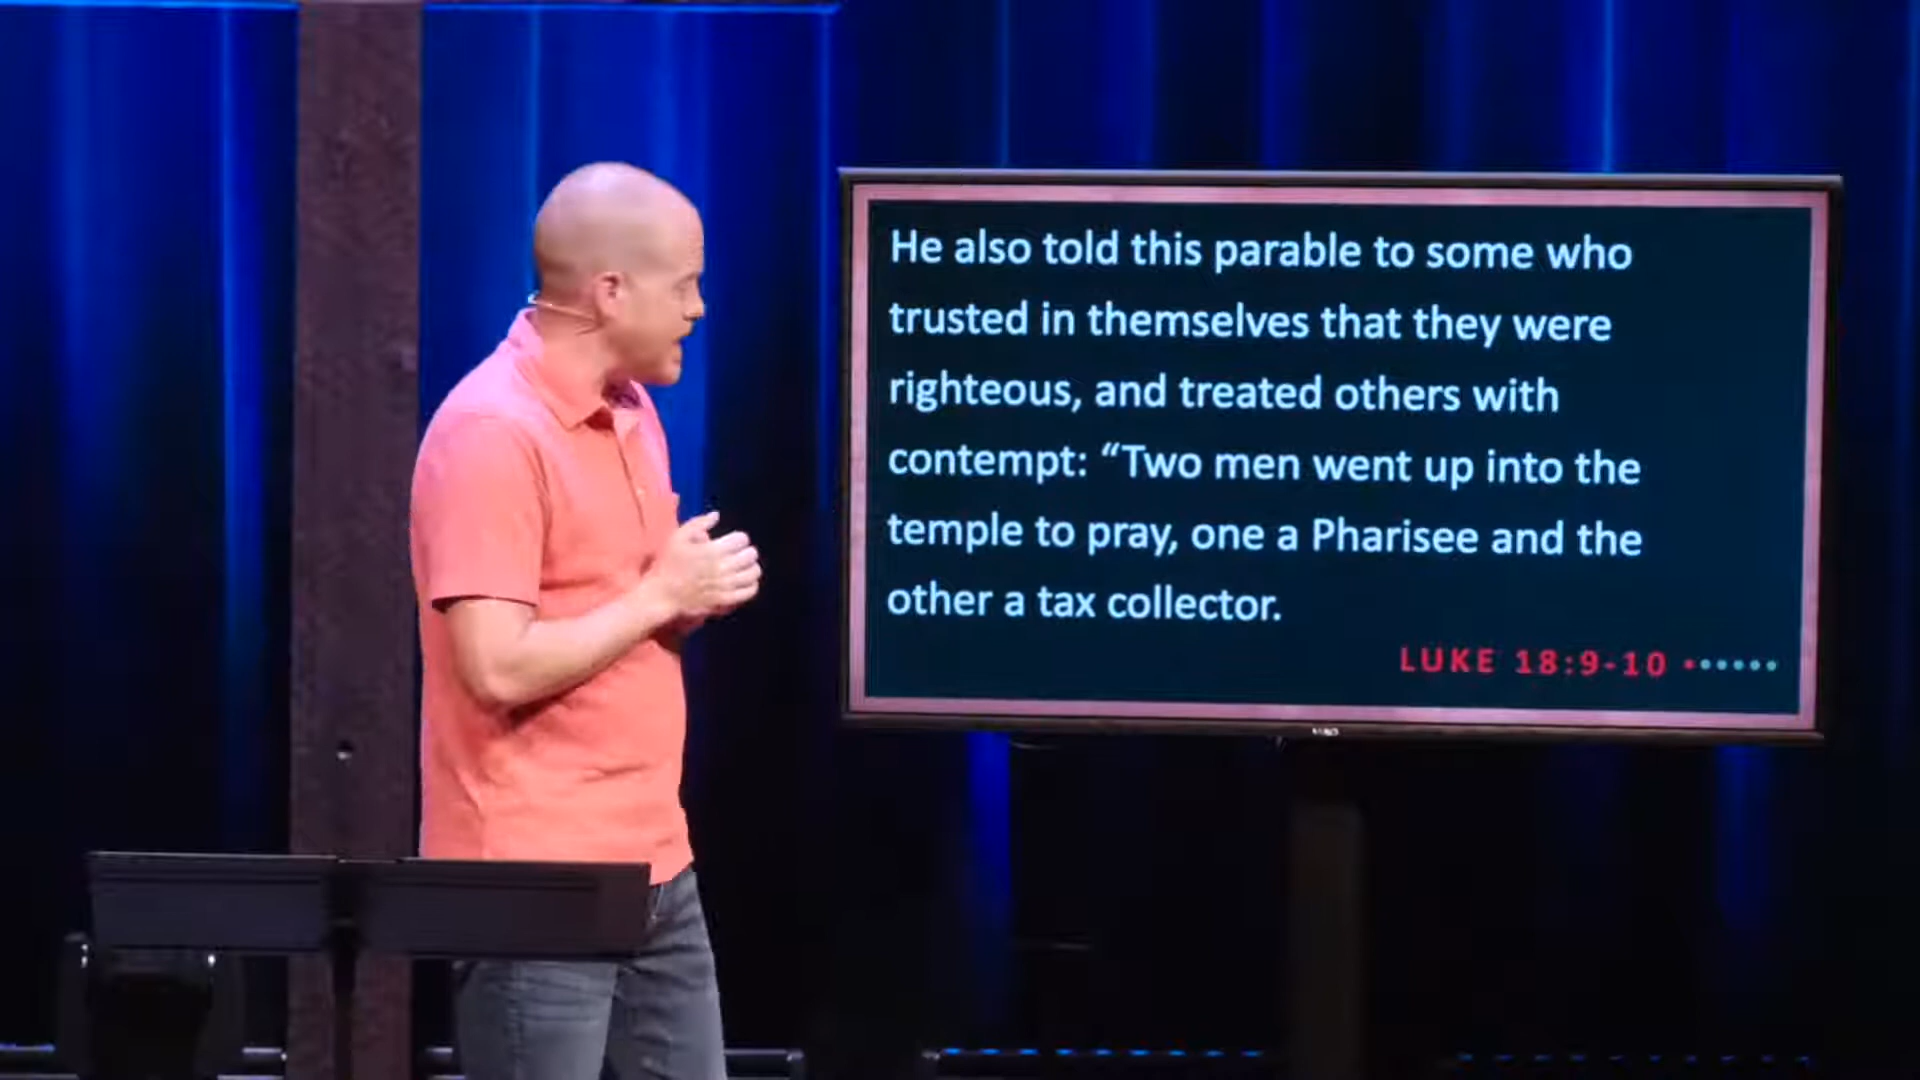 He also told this parable to some who
trusted in themselves that they were
righteous, and treated others with
contempt: “Two men went up into the
temple to pray, one a Pharisee and the
other a tax collector.
LUKE 18:9-10